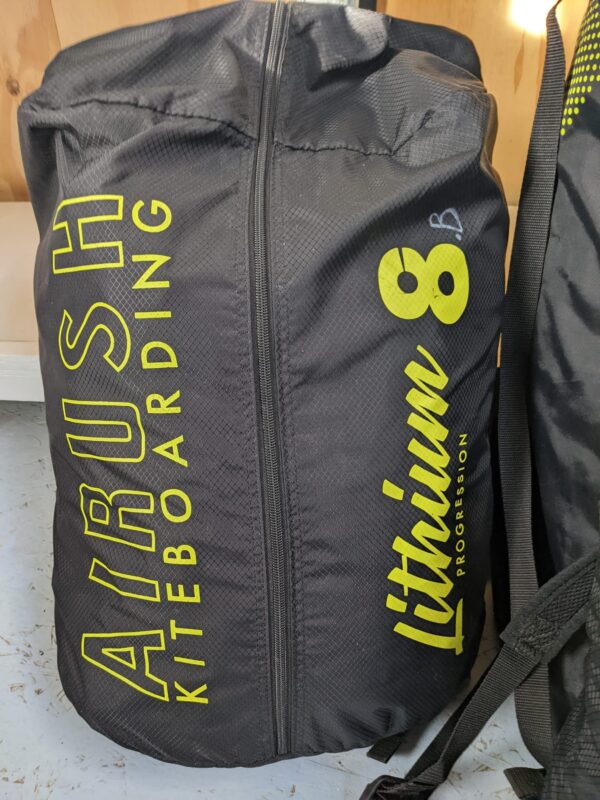 AIRUSH
KITEBOARDING
Lithium 8 .B
PROGRESSION